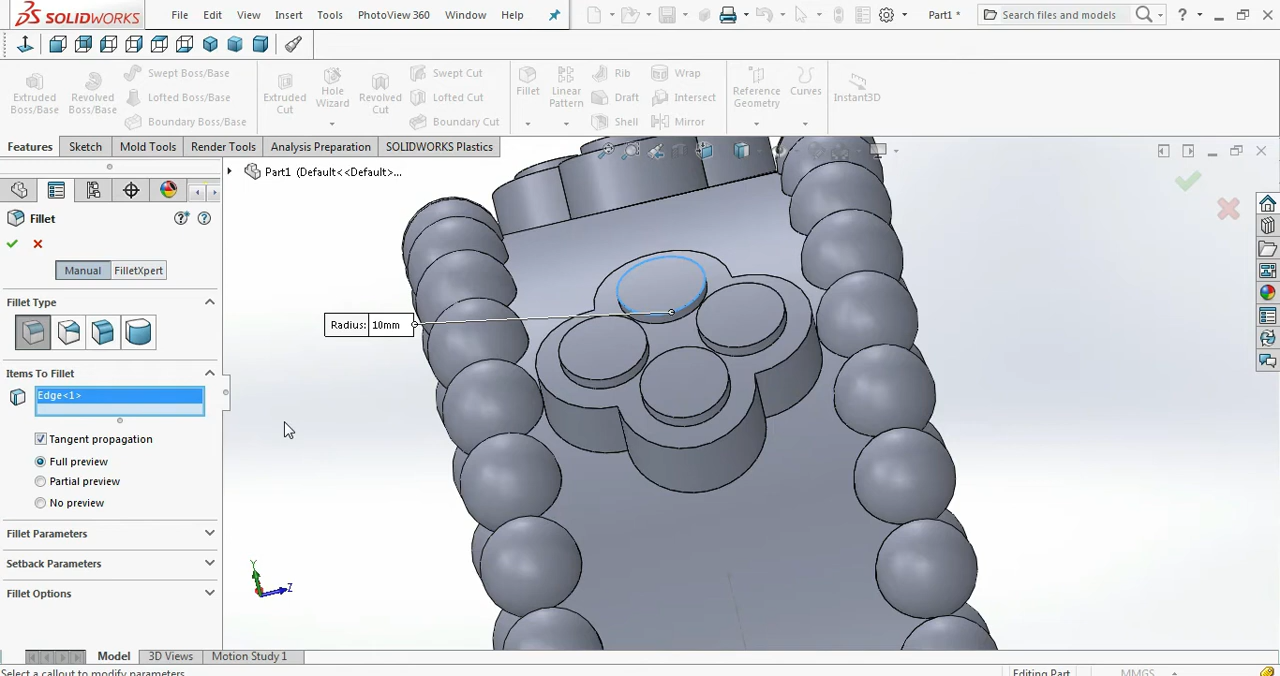 SOLIDWORKS File Edit View Insert Tools PhotoView 360 Window Help Part1 * Search files and models ?
Extruded Boss/Base
Revolved Boss/Base
Swept Boss/Base
Lofted Boss/Base
Boundary Boss/Base
Extruded Cut
Hole Wizard
Revolved Cut
Swept Cut
Lofted Cut
Boundary Cut
Fillet
Linear Pattern
Rib
Draft
Shell
Wrap
Intersect
Mirror
Reference Geometry
Curves
Instant3D
Features Sketch Mold Tools Render Tools Analysis Preparation SOLIDWORKS Plastics
Part1 (Default<<Default>...
Fillet
Manual FilletXpert
Fillet Type
Radius: 10mm
Items To Fillet
Edge<1>
Tangent propagation
Full preview
Partial preview
No preview
Fillet Parameters
Setback Parameters
Fillet Options
Y
Z
Model 3D Views Motion Study 1
Select a callout to modify parameters Editing Part MMGS